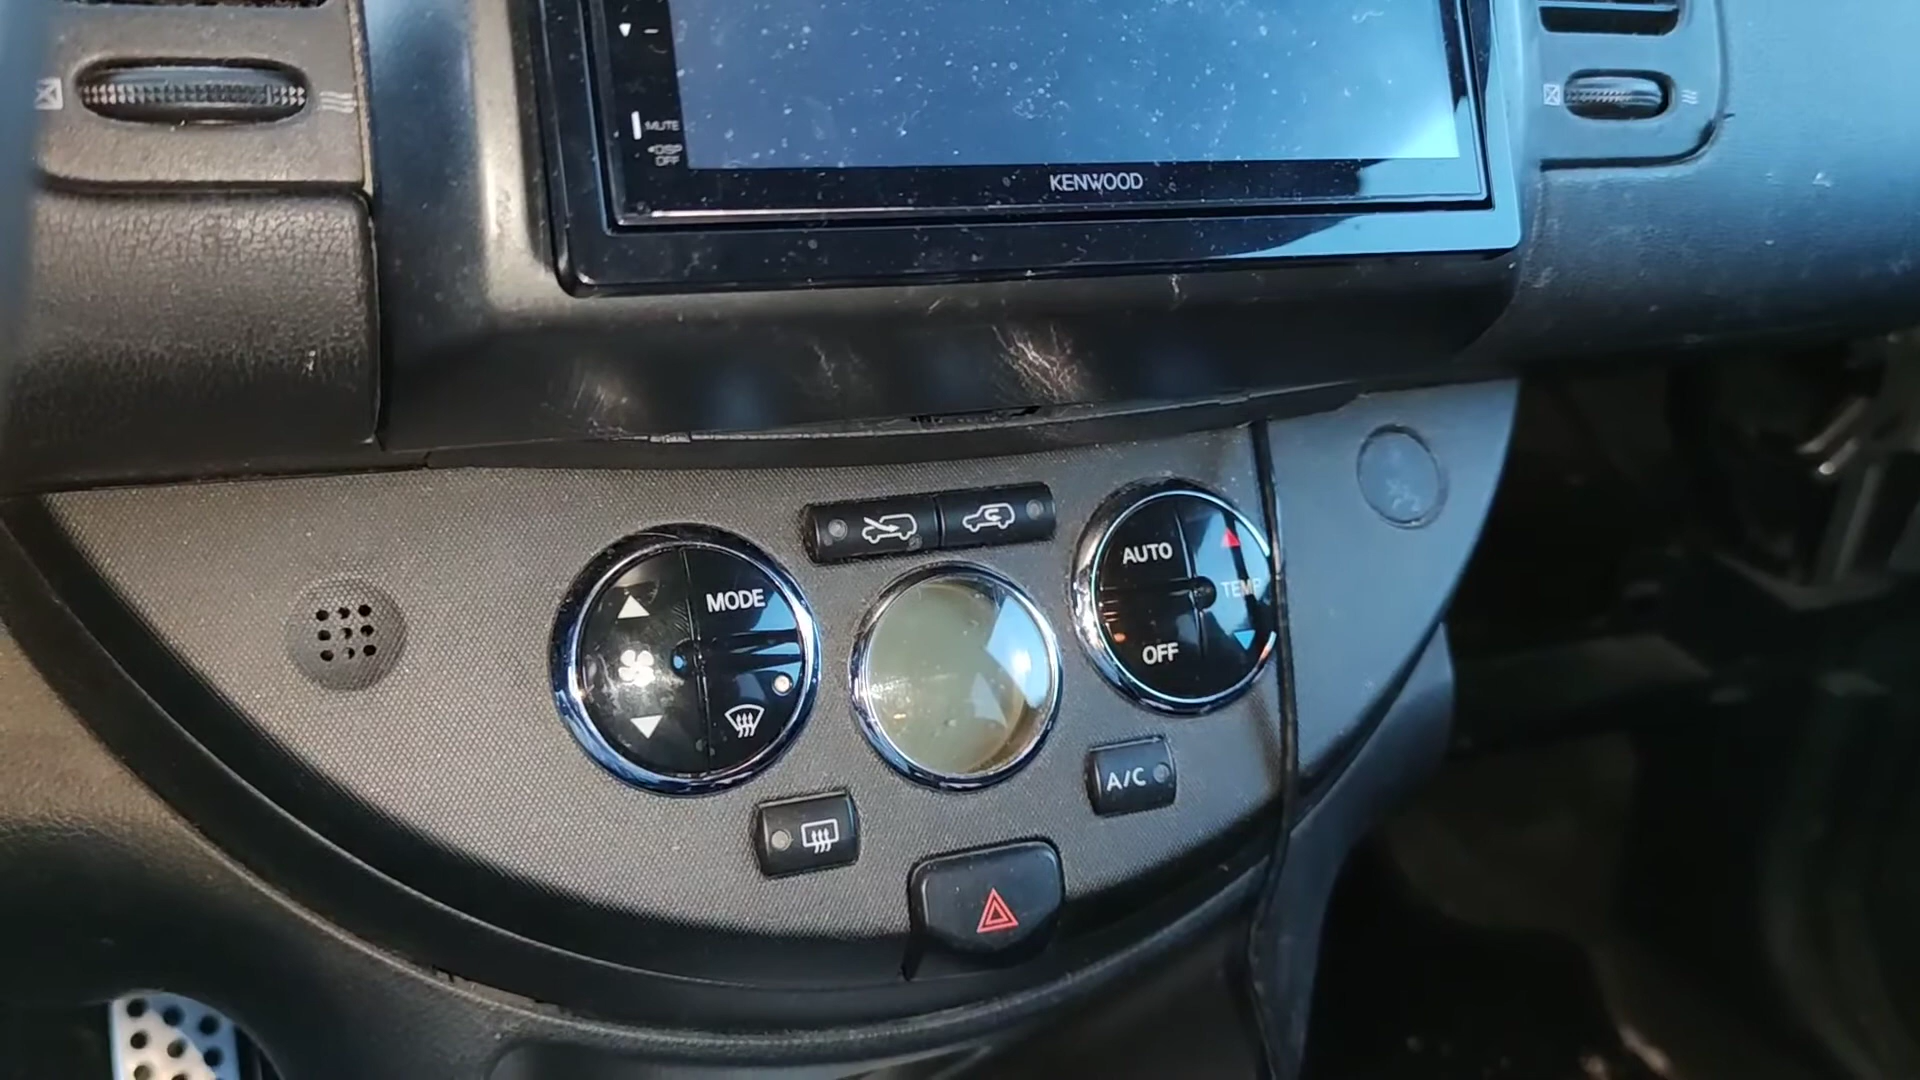 MUTE
DISP
OFF
KENWOOD
MODE
AUTO
TEMP
OFF
A/C